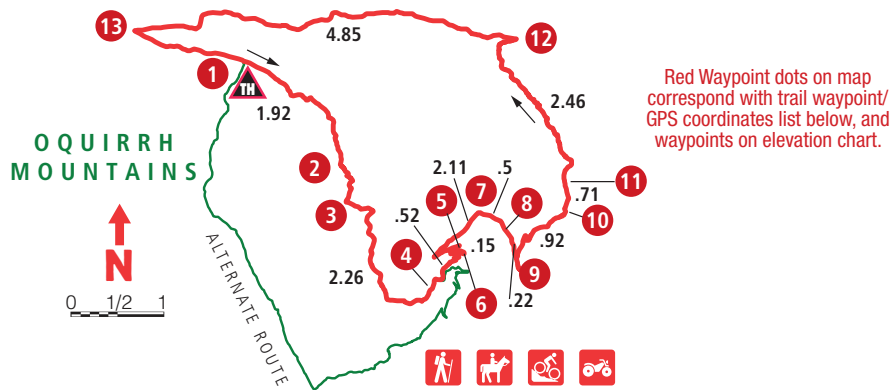 13
4.85
12
1
TH
1.92
Red Waypoint dots on map
correspond with trail waypoint/
GPS coordinates list below, and
waypoints on elevation chart.
2.46
OQUIRRH
MOUNTAINS
2
2.11
7
.5
11
.71
3
5
8
10
.52
N
4
.15
.92
2.26
6
9
.22
0 1/2 1
ALTERNATE ROUTE